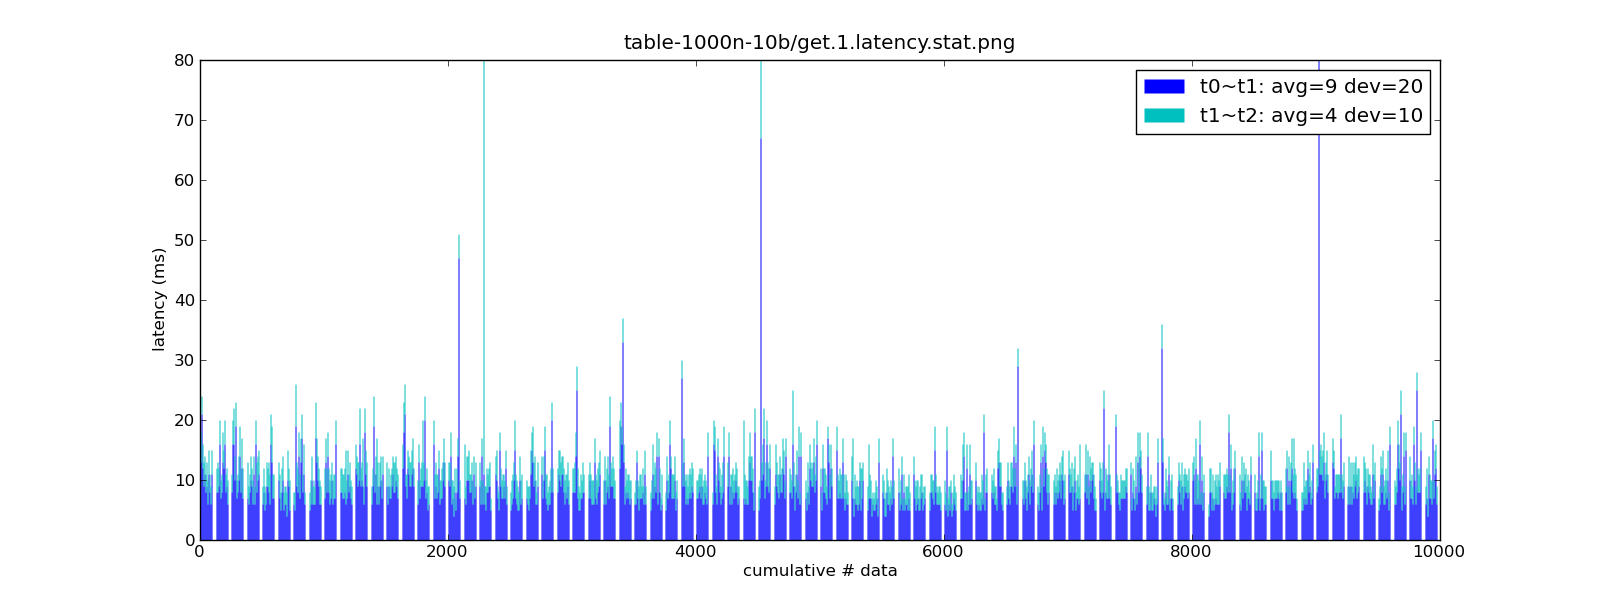 table-1000n-10b/get.1.latency.stat.png
80
70
60
50
40
30
20
10
0
latency (ms)
t0~t1: avg=9 dev=20
t1~t2: avg=4 dev=10
0 2000 4000 6000 8000 10000
cumulative # data